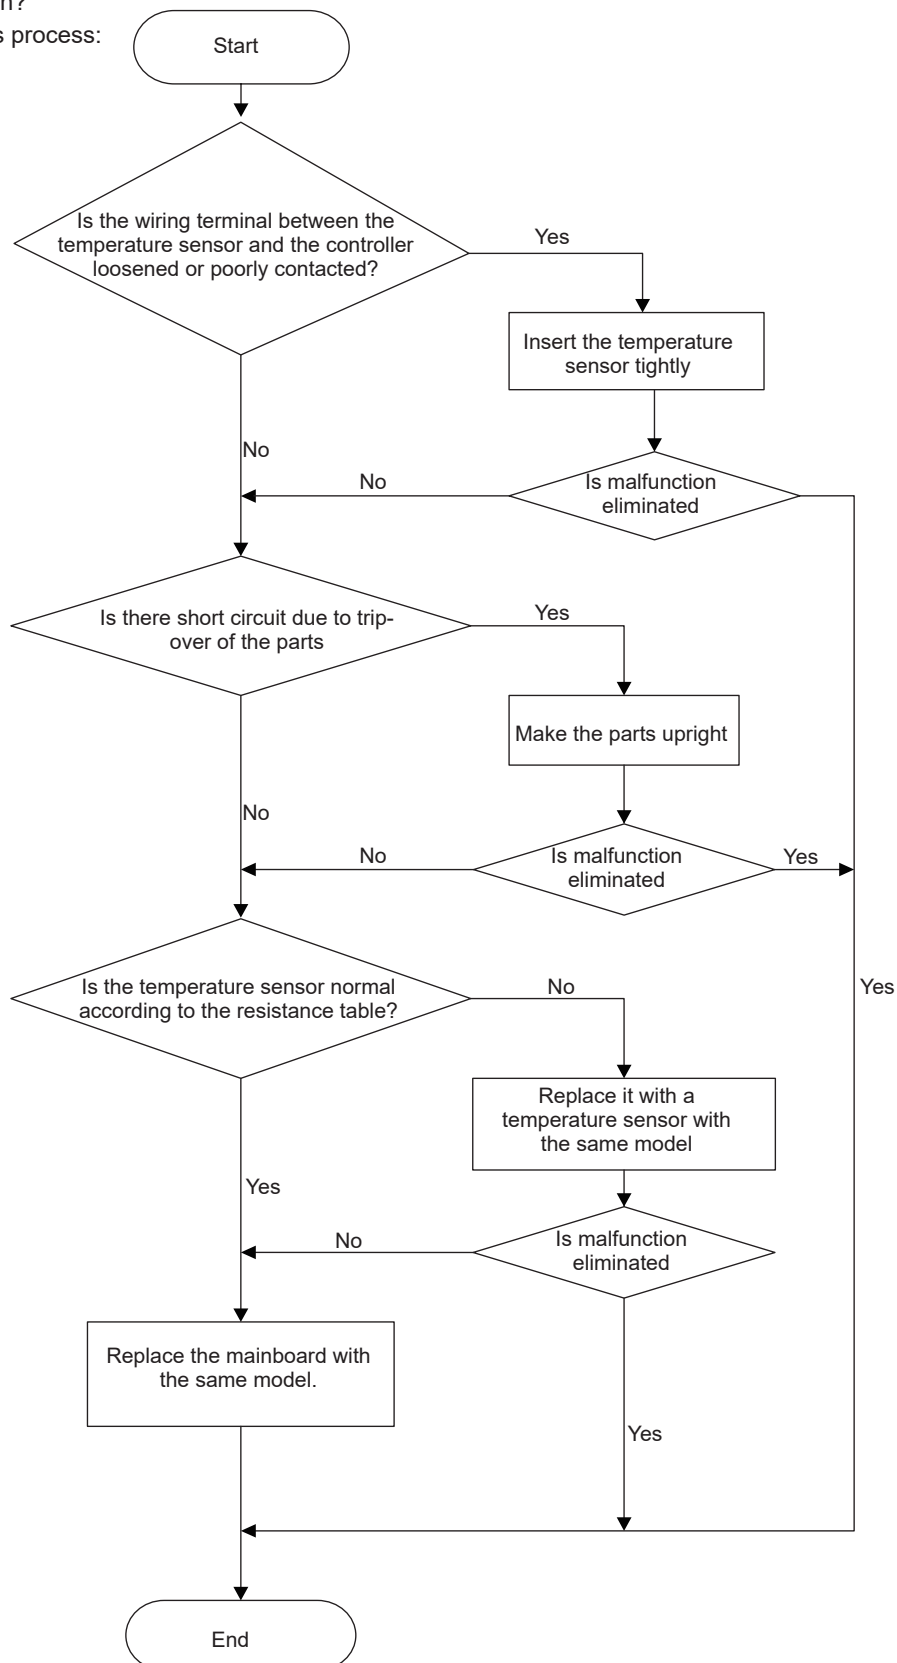 n?
s process:
Start
Is the wiring terminal between the
temperature sensor and the controller
loosened or poorly contacted?
Yes
Insert the temperature
sensor tightly
No
No
Is malfunction
eliminated
Is there short circuit due to trip-
over of the parts
Yes
Make the parts upright
No
No
Is malfunction
eliminated
Yes
Is the temperature sensor normal
according to the resistance table?
No
Yes
Replace it with a
temperature sensor with
the same model
Yes
No
Is malfunction
eliminated
Replace the mainboard with
the same model.
Yes
End